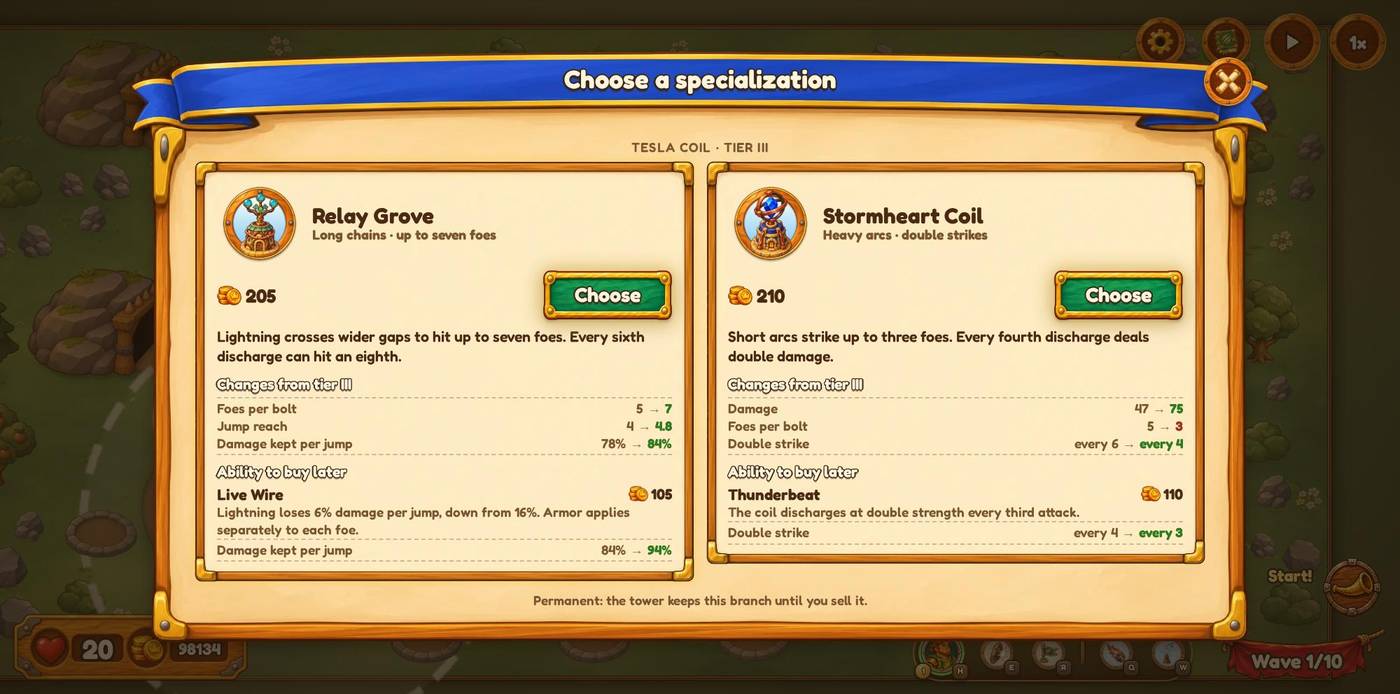 Choose a specialization
1x
TESLA COIL · TIER III
Relay Grove
Long chains · up to seven foes
205
Choose
Lightning crosses wider gaps to hit up to seven foes. Every sixth
discharge can hit an eighth.
Changes from tier III
Foes per bolt 5 → 7
Jump reach 4 → 4.8
Damage kept per jump 78% → 84%
Ability to buy later
Live Wire 105
Lightning loses 6% damage per jump, down from 16%. Armor applies
separately to each foe.
Damage kept per jump 84% → 94%
Stormheart Coil
Heavy arcs · double strikes
210
Choose
Short arcs strike up to three foes. Every fourth discharge deals
double damage.
Changes from tier III
Damage 47 → 75
Foes per bolt 5 → 3
Double strike every 6 → every 4
Ability to buy later
Thunderbeat 110
The coil discharges at double strength every third attack.
Double strike every 4 → every 3
Permanent: the tower keeps this branch until you sell it.
Start!
20
98134
H
E
R
Q
W
Wave 1/10